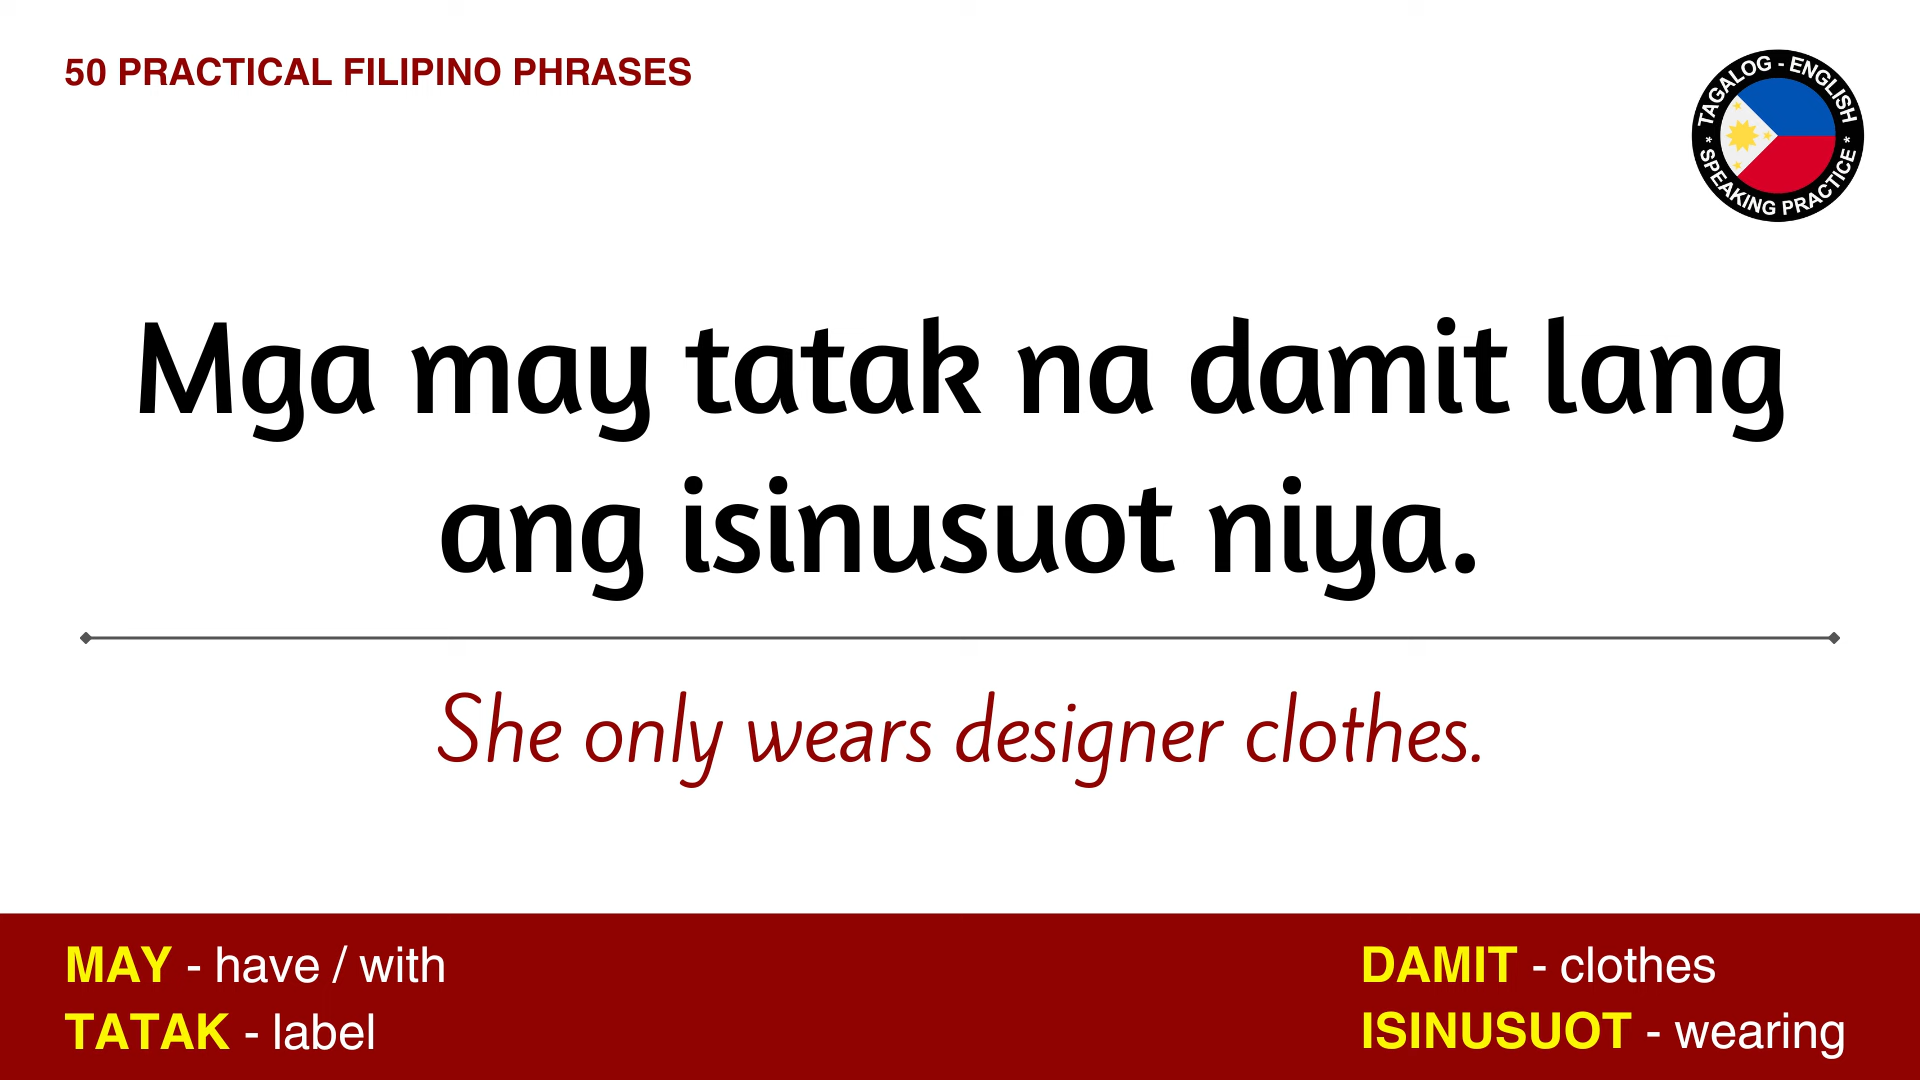 50 PRACTICAL FILIPINO PHRASES
TAGALOG - ENGLISH
* SPEAKING PRACTICE *
Mga may tatak na damit lang
ang isinusuot niya.
She only wears designer clothes.
MAY - have / with
TATAK - label
DAMIT - clothes
ISINUSUOT - wearing